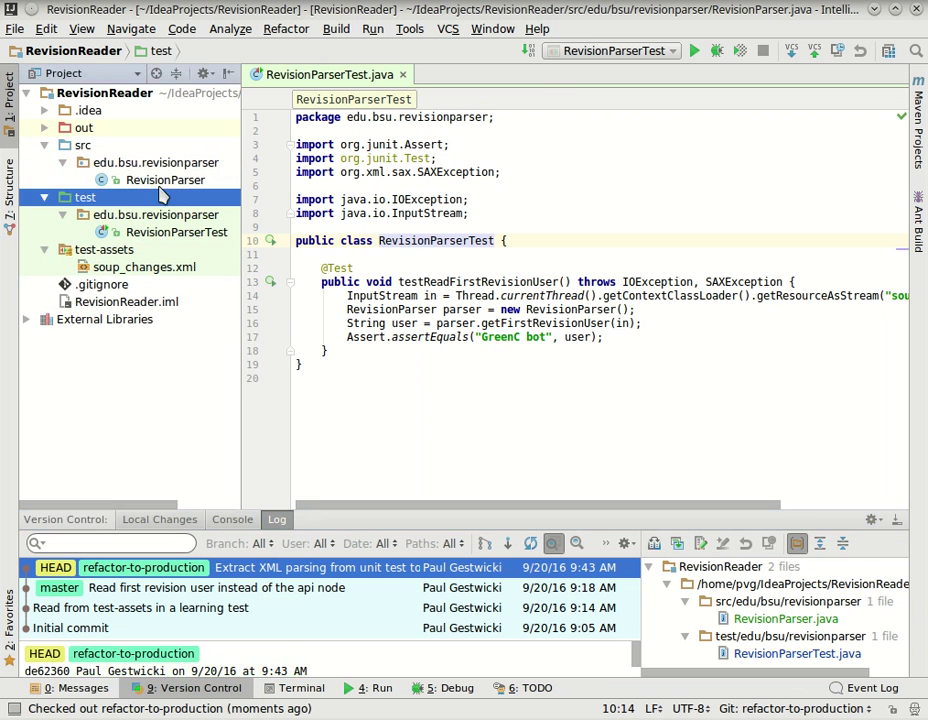 RevisionReader - [~/IdeaProjects/RevisionReader] - [RevisionReader] - ~/IdeaProjects/RevisionReader/src/edu/bsu/revisionparser/RevisionParser.java - Intelli...
File Edit View Navigate Code Analyze Refactor Build Run Tools VCS Window Help
RevisionReader test RevisionParserTest VCS VCS
1: Project
7: Structure
2: Favorites
Project
RevisionReader ~/IdeaProjects/
.idea
out
src
edu.bsu.revisionparser
RevisionParser
test
edu.bsu.revisionparser
RevisionParserTest
test-assets
soup_changes.xml
.gitignore
RevisionReader.iml
External Libraries
RevisionParserTest.java
RevisionParserTest
1 package edu.bsu.revisionparser;
2
3 import org.junit.Assert;
4 import org.junit.Test;
5 import org.xml.sax.SAXException;
6
7 import java.io.IOException;
8 import java.io.InputStream;
9
10 public class RevisionParserTest {
11
12 @Test
13 public void testReadFirstRevisionUser() throws IOException, SAXException {
14 InputStream in = Thread.currentThread().getContextClassLoader().getResourceAsStream("sou
15 RevisionParser parser = new RevisionParser();
16 String user = parser.getFirstRevisionUser(in);
17 Assert.assertEquals("GreenC bot", user);
18 }
19 }
20
Maven Projects
Ant Build
Version Control: Local Changes Console Log
Branch: All User: All Date: All Paths: All
HEAD refactor-to-production Extract XML parsing from unit test to Paul Gestwicki 9/20/16 9:43 AM
master Read first revision user instead of the api node Paul Gestwicki 9/20/16 9:18 AM
Read from test-assets in a learning test Paul Gestwicki 9/20/16 9:14 AM
Initial commit Paul Gestwicki 9/20/16 9:05 AM
HEAD refactor-to-production
de62360 Paul Gestwicki on 9/20/16 at 9:43 AM
RevisionReader 2 files
/home/pvg/IdeaProjects/RevisionReade
src/edu/bsu/revisionparser 1 file
RevisionParser.java
test/edu/bsu/revisionparser 1 file
RevisionParserTest.java
0: Messages 9: Version Control Terminal 4: Run 5: Debug 6: TODO Event Log
Checked out refactor-to-production (moments ago) 10:14 LF UTF-8 Git: refactor-to-production